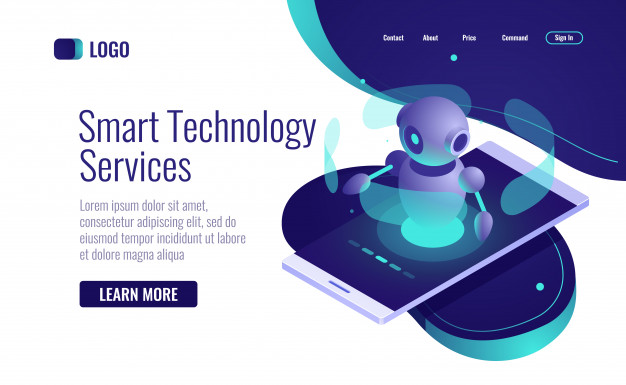 LOGO
Contact About Price Command Sign In
Smart Technology
Services
Lorem ipsum dolor sit amet,
consectetur adipiscing elit, sed do
eiusmod tempor incididunt ut labore et
dolore magna aliqua
LEARN MORE